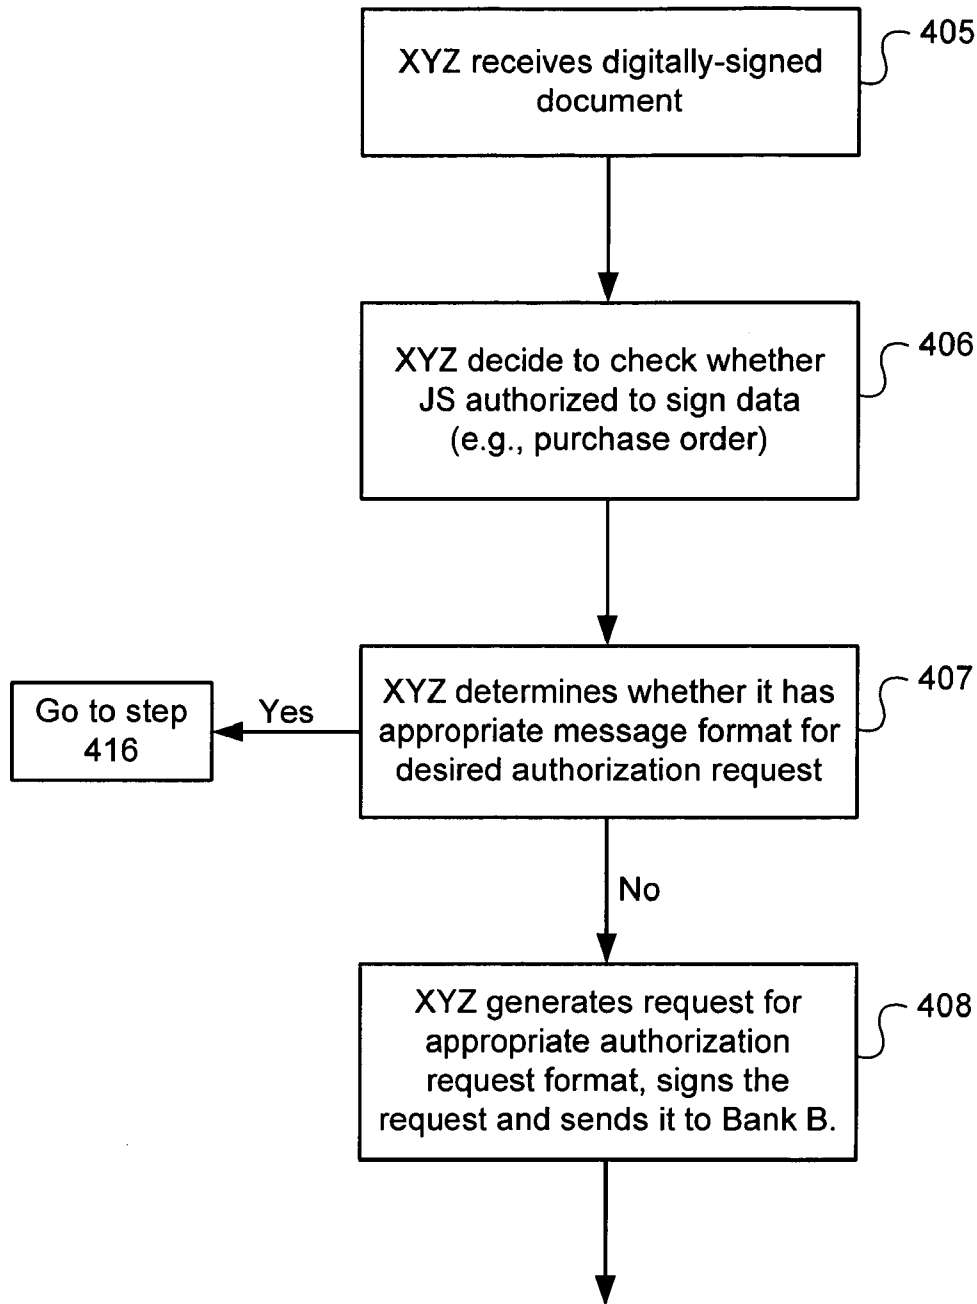 XYZ receives digitally-signed
document
405
XYZ decide to check whether
JS authorized to sign data
(e.g., purchase order)
406
XYZ determines whether it has
appropriate message format for
desired authorization request
407
Yes
Go to step
416
No
XYZ generates request for
appropriate authorization
request format, signs the
request and sends it to Bank B.
408